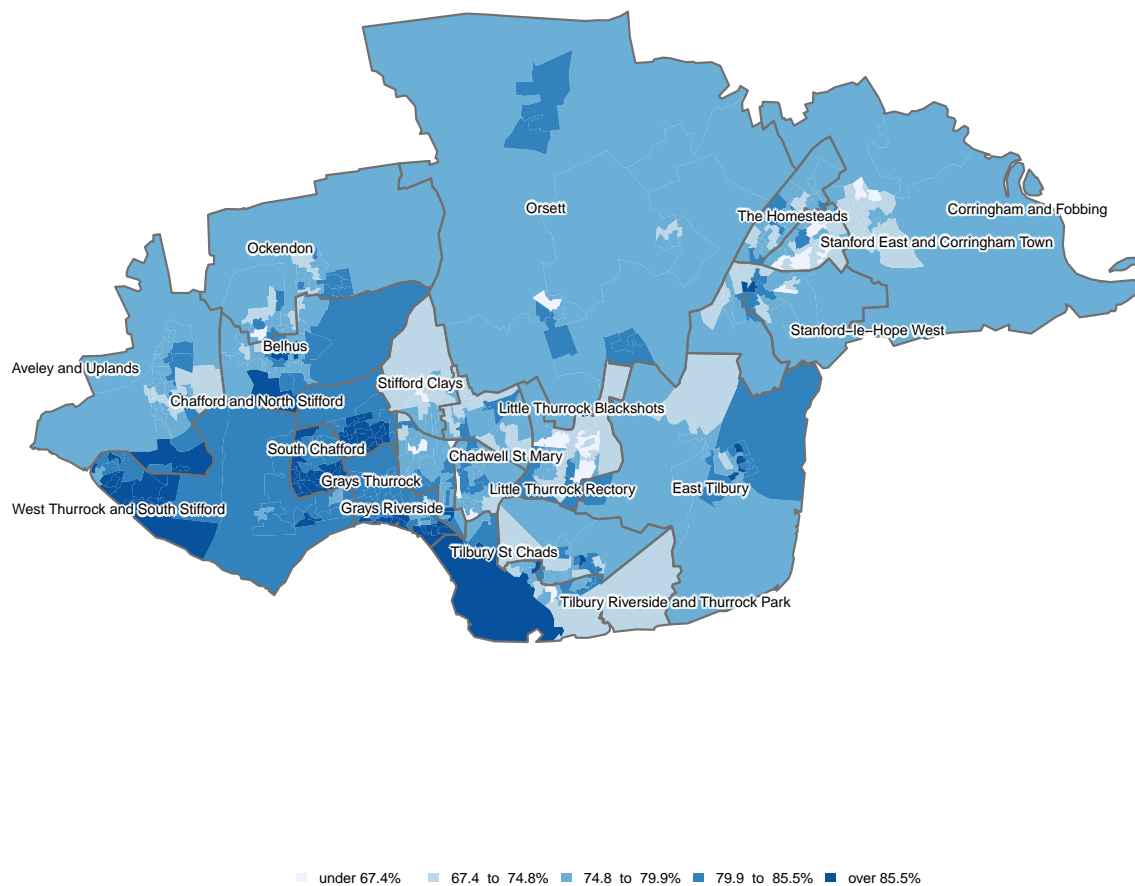 Orsett
Corringham and Fobbing
The Homesteads
Stanford East and Corringham Town
Ockendon
Stanford−le−Hope West
Belhus
Aveley and Uplands
Stifford Clays
Chafford and North Stifford
Little Thurrock Blackshots
South Chafford
Chadwell St Mary
Grays Thurrock
Little Thurrock Rectory
East Tilbury
West Thurrock and South Stifford
Grays Riverside
Tilbury St Chads
Tilbury Riverside and Thurrock Park
under 67.4% 67.4 to 74.8% 74.8 to 79.9% 79.9 to 85.5% over 85.5%